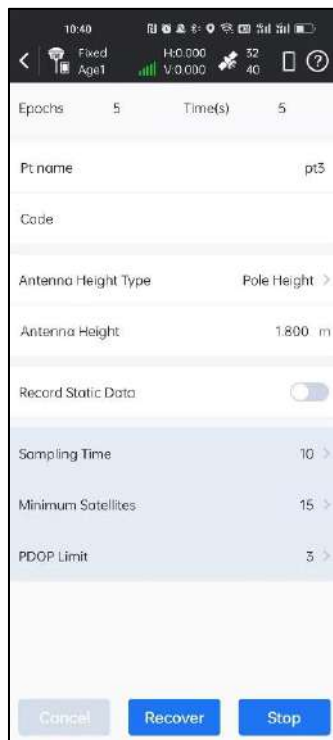 10:40
Fixed H:0.000 32
Age1 V:0.000 40
Epochs 5 Time(s) 5
Pt name pt3
Code
Antenna Height Type Pole Height >
Antenna Height 1.800 m
Record Static Data
Sampling Time 10 >
Minimum Satellites 15 >
PDOP Limit 3 >
Cancel Recover Stop